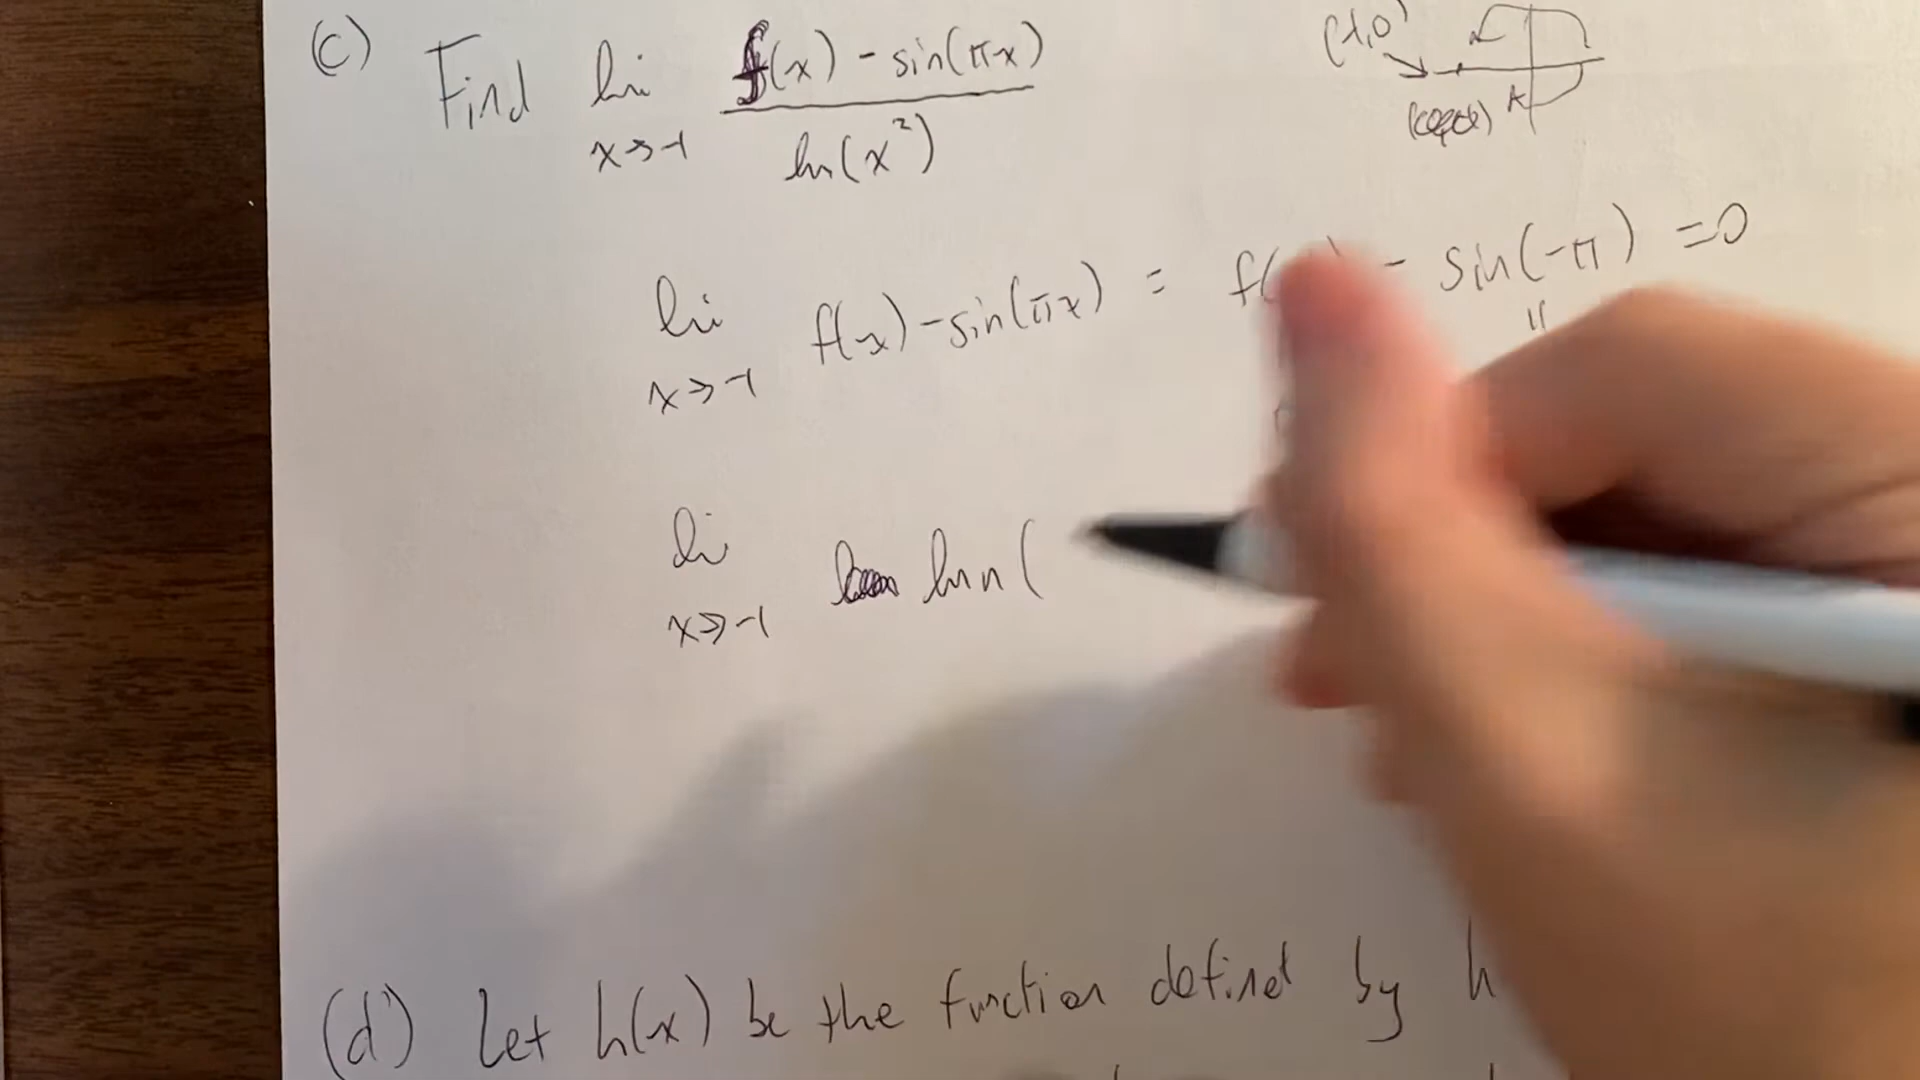 (c) Find lim x→-1 f(x) - sin(πx) / ln(x²)
(-1,0)
lim x→-1 f(x) - sin(πx) = f( - sin(-π) = 0
lim x→-1 ln (
(d) Let h(x) be the function defined by h